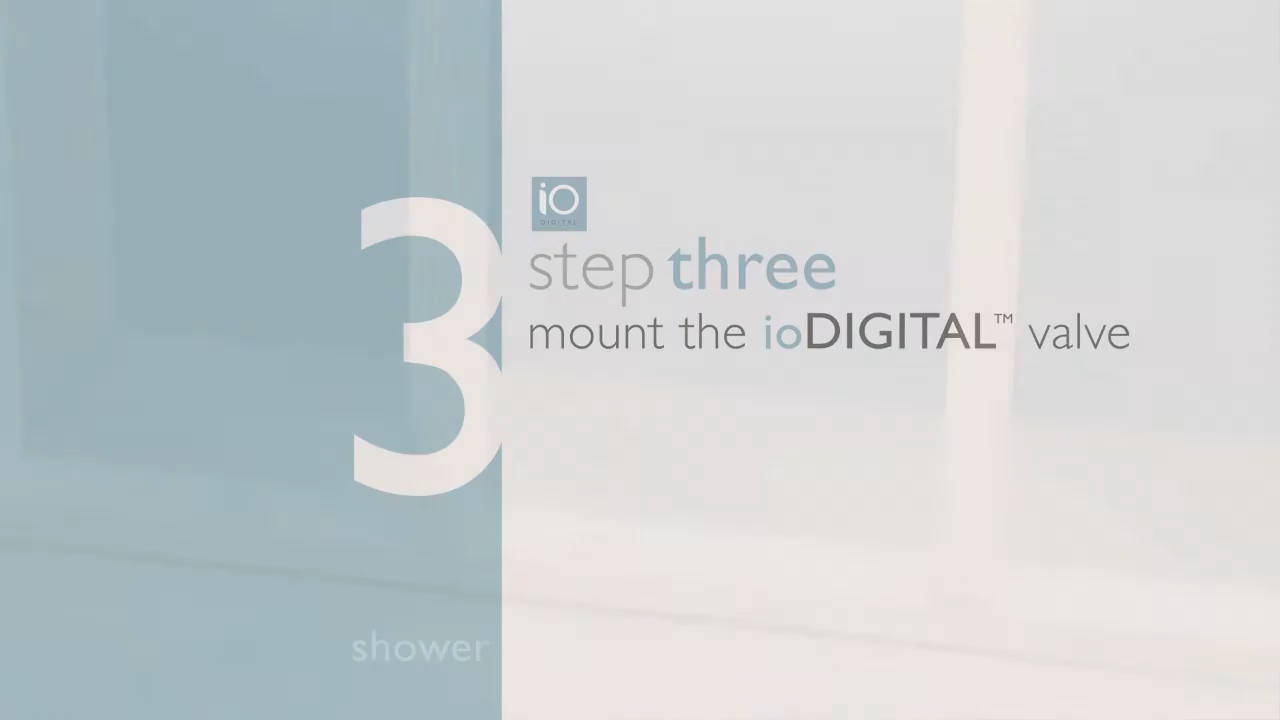 3
iO
DIGITAL
step three
mount the ioDIGITAL™ valve
shower